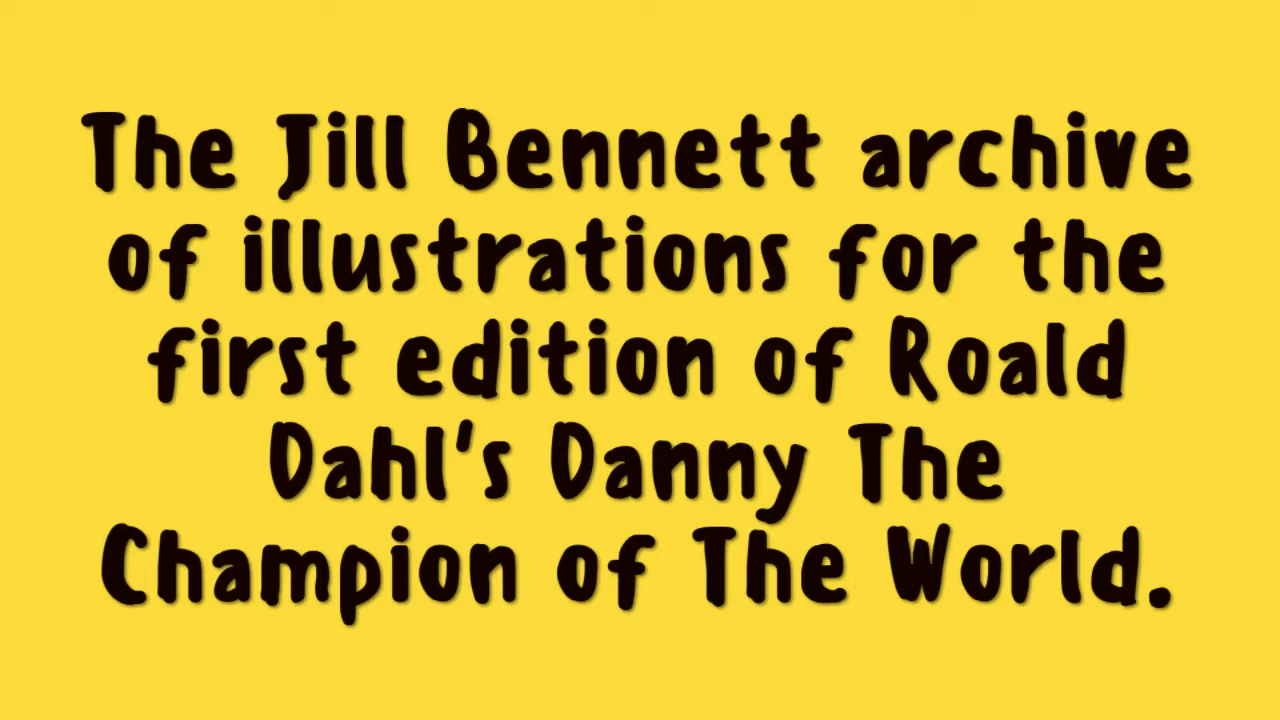 The Jill Bennett archive
of illustrations for the
first edition of Roald
Dahl's Danny The
Champion of The World.